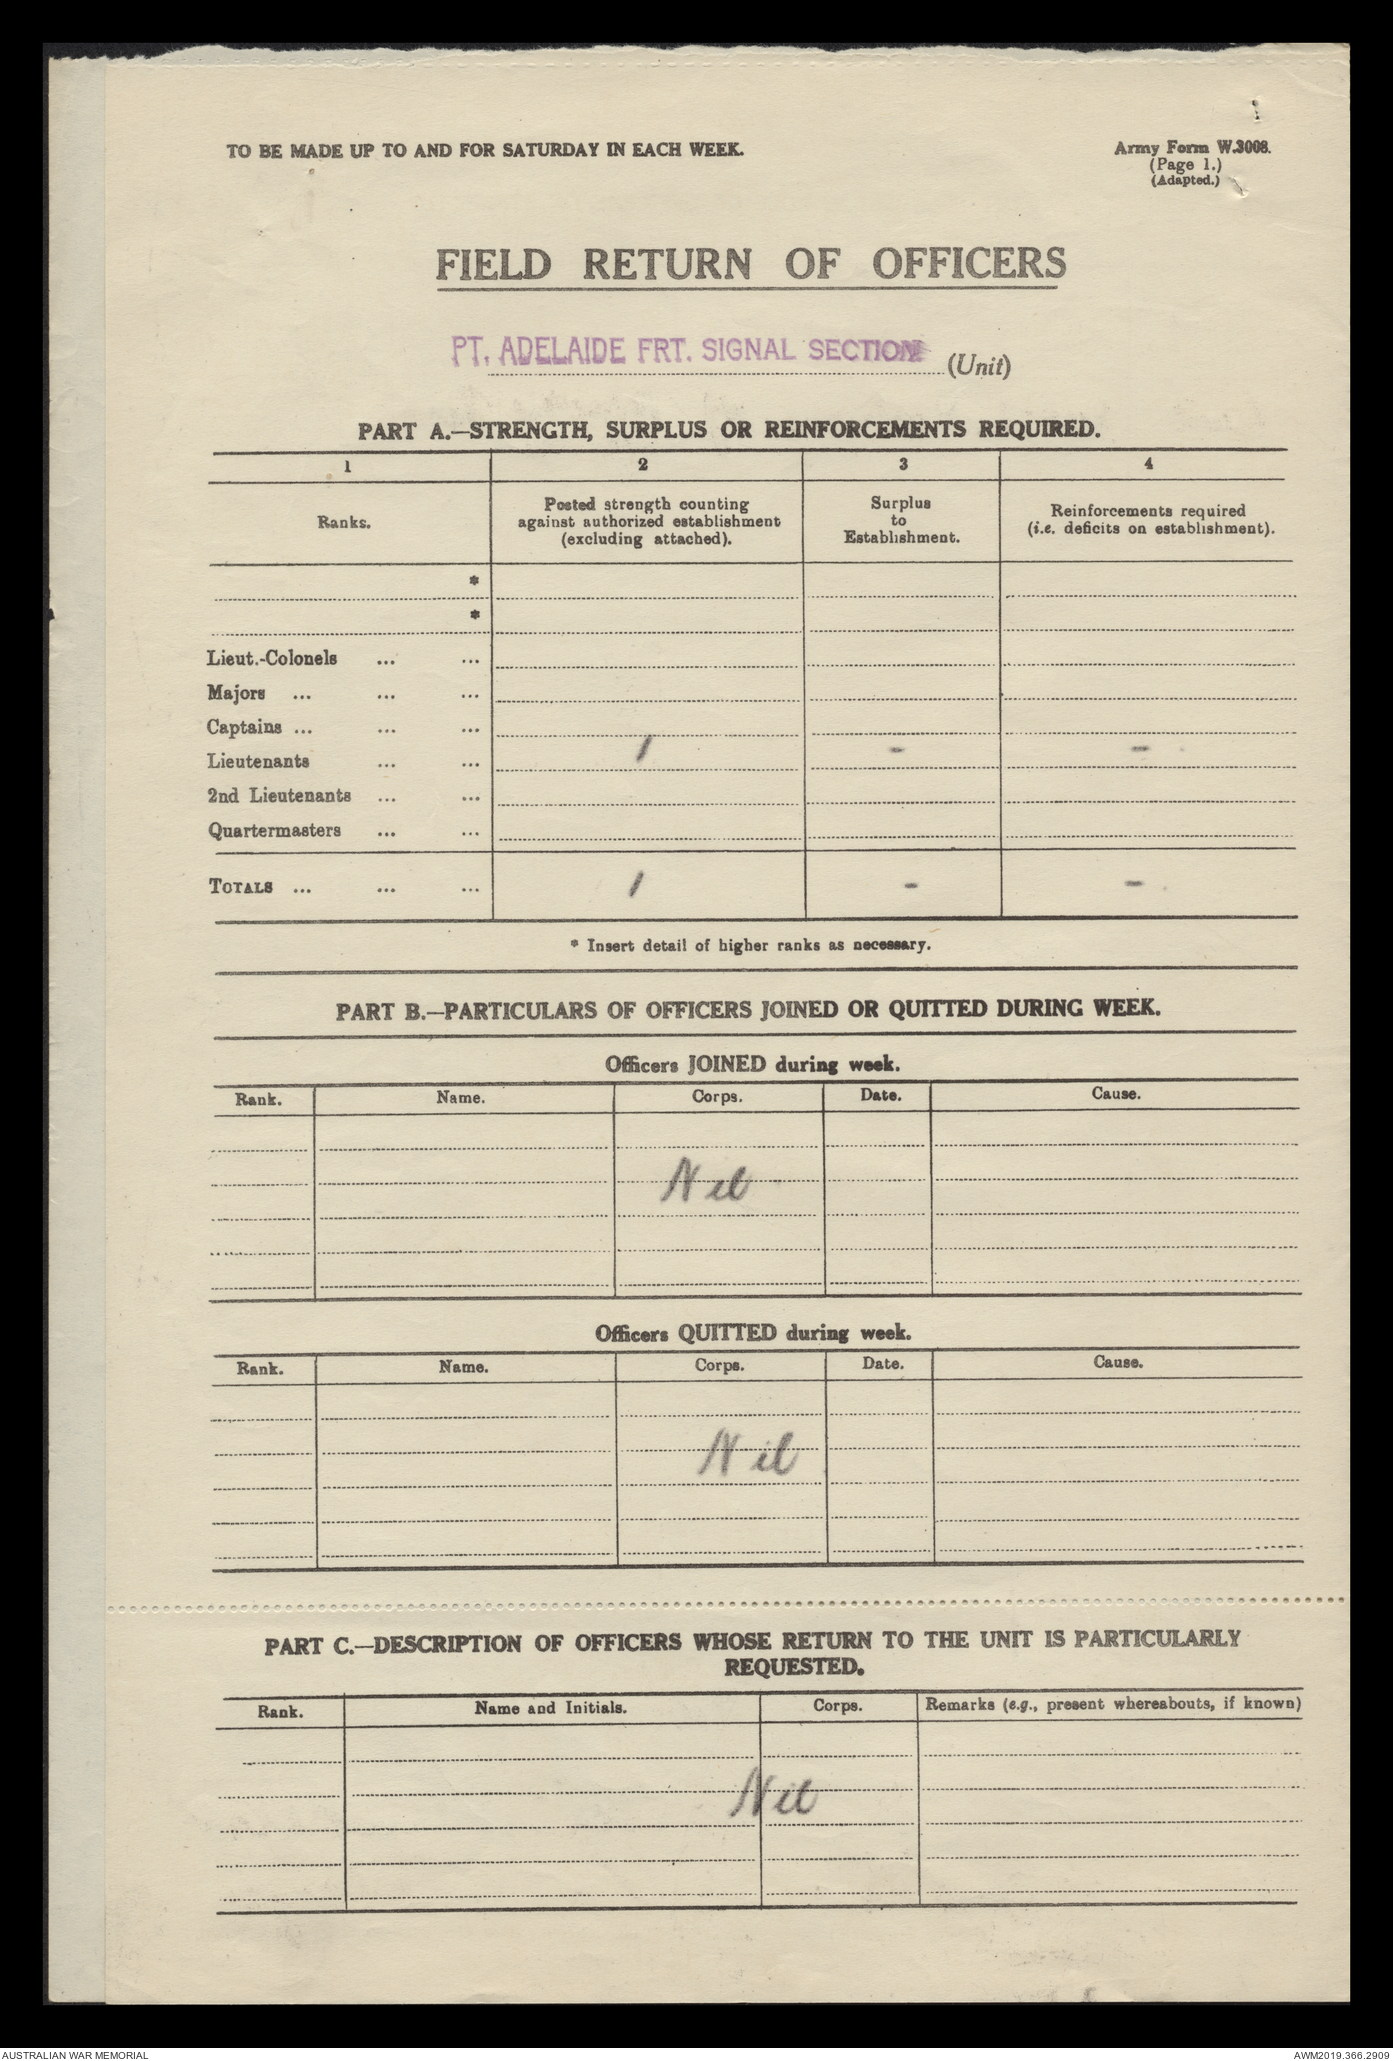 TO BE MADE UP TO AND FOR SATURDAY IN EACH WEEK.
Army Form W.3008.
(Page 1.)
(Adapted.)
FIELD RETURN OF OFFICERS
PT. ADELAIDE FRT. SIGNAL SECTION (Unit)
PART A.—STRENGTH, SURPLUS OR REINFORCEMENTS REQUIRED.
1 2 3 4
Ranks.
Posted strength counting
against authorized establishment
(excluding attached).
Surplus
to
Establishment.
Reinforcements required
(i.e. deficits on establishment).
*
*
Lieut.-Colonels ... ...
Majors ... ... ...
Captains ... ... ...
Lieutenants ... ... 1 - -
2nd Lieutenants ... ...
Quartermasters ... ...
TOTALS ... ... ... 1 - -
* Insert detail of higher ranks as necessary.
PART B.—PARTICULARS OF OFFICERS JOINED OR QUITTED DURING WEEK.
Officers JOINED during week.
Rank. Name. Corps. Date. Cause.
Nil
Officers QUITTED during week.
Rank. Name. Corps. Date. Cause.
Nil
PART C.—DESCRIPTION OF OFFICERS WHOSE RETURN TO THE UNIT IS PARTICULARLY
REQUESTED.
Rank. Name and Initials. Corps. Remarks (e.g., present whereabouts, if known)
Nil
AUSTRALIAN WAR MEMORIAL
AWM2019.366.2909